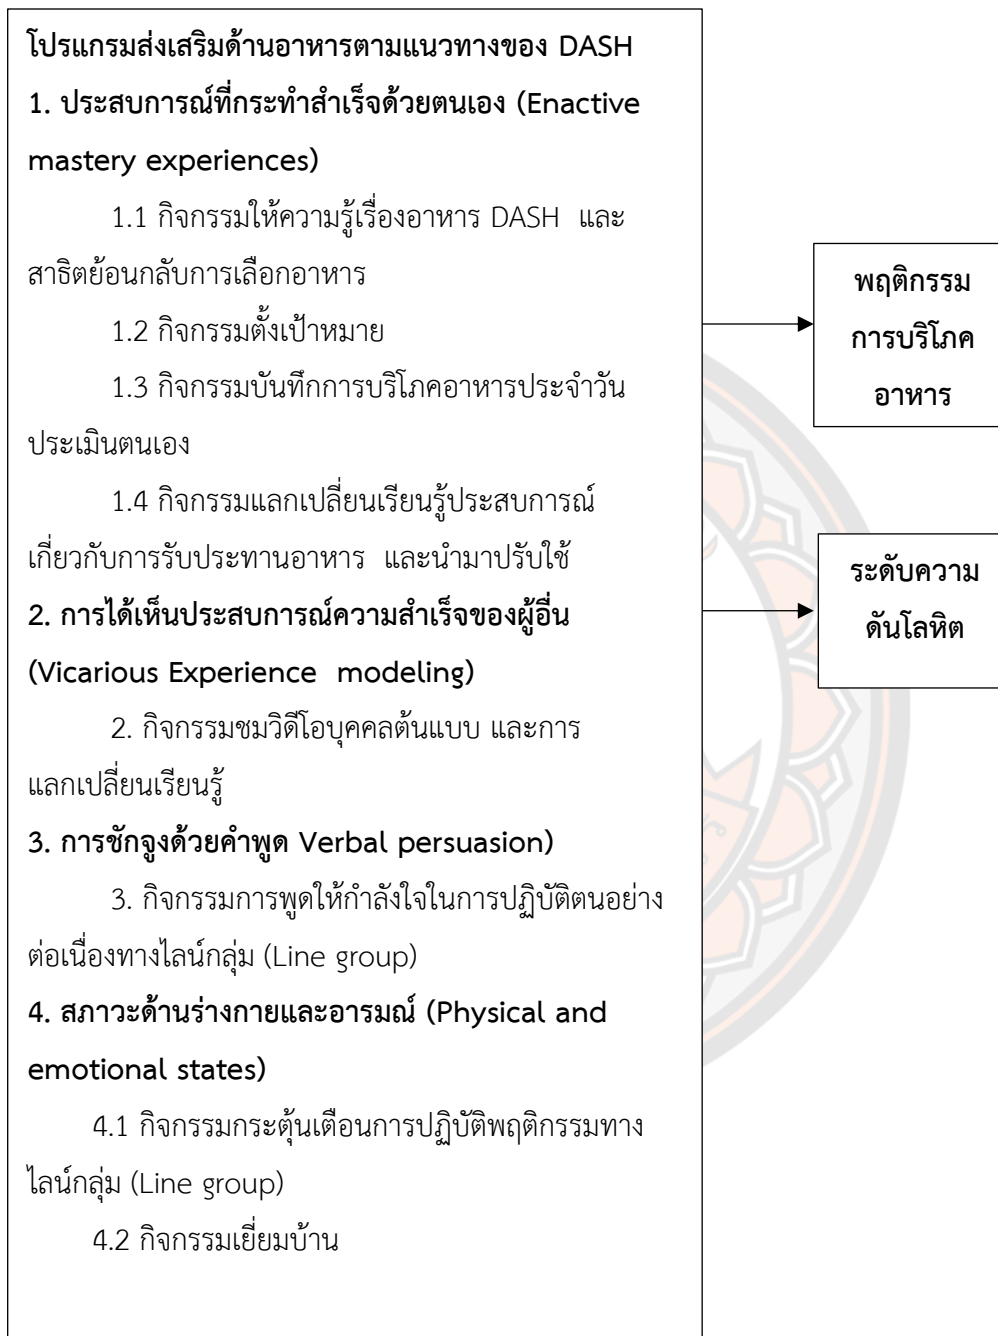 โปรแกรมส่งเสริมด้านอาหารตามแนวทางของ DASH
1. ประสบการณ์ที่กระทำสำเร็จด้วยตนเอง (Enactive
mastery experiences)
1.1 กิจกรรมให้ความรู้เรื่องอาหาร DASH และ
สาธิตย้อนกลับการเลือกอาหาร
1.2 กิจกรรมตั้งเป้าหมาย
1.3 กิจกรรมบันทึกการบริโภคอาหารประจำวัน
ประเมินตนเอง
1.4 กิจกรรมแลกเปลี่ยนเรียนรู้ประสบการณ์
เกี่ยวกับการรับประทานอาหาร และนำมาปรับใช้
2. การได้เห็นประสบการณ์ความสำเร็จของผู้อื่น
(Vicarious Experience modeling)
2. กิจกรรมชมวิดีโอบุคคลต้นแบบ และการ
แลกเปลี่ยนเรียนรู้
3. การชักจูงด้วยคำพูด Verbal persuasion)
3. กิจกรรมการพูดให้กำลังใจในการปฏิบัติตนอย่าง
ต่อเนื่องทางไลน์กลุ่ม (Line group)
4. สภาวะด้านร่างกายและอารมณ์ (Physical and
emotional states)
4.1 กิจกรรมกระตุ้นเตือนการปฏิบัติพฤติกรรมทาง
ไลน์กลุ่ม (Line group)
4.2 กิจกรรมเยี่ยมบ้าน
พฤติกรรม
การบริโภค
อาหาร
ระดับความ
ดันโลหิต